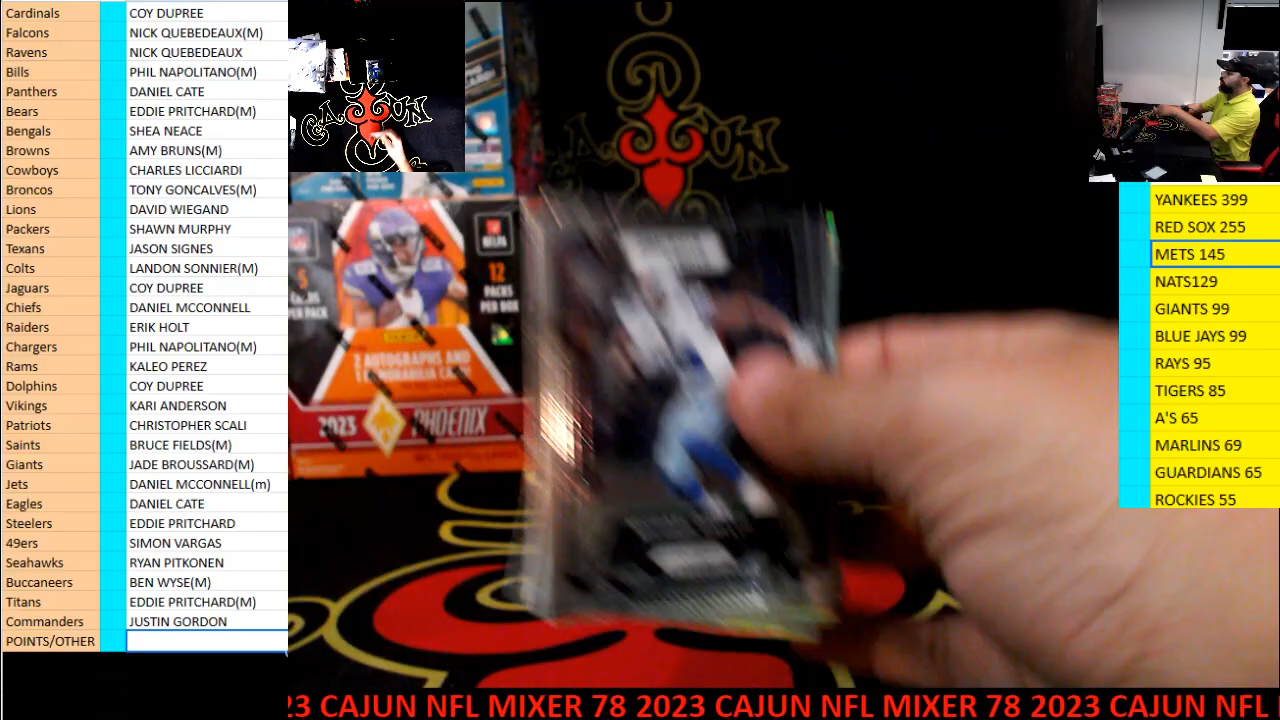 Cardinals COY DUPREE
Falcons NICK QUEBEDEAUX(M)
Ravens NICK QUEBEDEAUX
Bills PHIL NAPOLITANO(M)
Panthers DANIEL CATE
Bears EDDIE PRITCHARD(M)
Bengals SHEA NEACE
Browns AMY BRUNS(M)
Cowboys CHARLES LICCIARDI
Broncos TONY GONCALVES(M)
Lions DAVID WIEGAND
Packers SHAWN MURPHY
Texans JASON SIGNES
Colts LANDON SONNIER(M)
Jaguars COY DUPREE
Chiefs DANIEL MCCONNELL
Raiders ERIK HOLT
Chargers PHIL NAPOLITANO(M)
Rams KALEO PEREZ
Dolphins COY DUPREE
Vikings KARI ANDERSON
Patriots CHRISTOPHER SCALI
Saints BRUCE FIELDS(M)
Giants JADE BROUSSARD(M)
Jets DANIEL MCCONNELL(m)
Eagles DANIEL CATE
Steelers EDDIE PRITCHARD
49ers SIMON VARGAS
Seahawks RYAN PITKONEN
Buccaneers BEN WYSE(M)
Titans EDDIE PRITCHARD(M)
Commanders JUSTIN GORDON
POINTS/OTHER
12
PACKS
PER BOX
2 AUTOGRAPHS AND
1 MEMORABILIA CARD
2023 PHOENIX
YANKEES 399
RED SOX 255
METS 145
NATS129
GIANTS 99
BLUE JAYS 99
RAYS 95
TIGERS 85
A'S 65
MARLINS 69
GUARDIANS 65
ROCKIES 55
23 CAJUN NFL MIXER 78 2023 CAJUN NFL MIXER 78 2023 CAJUN NFL